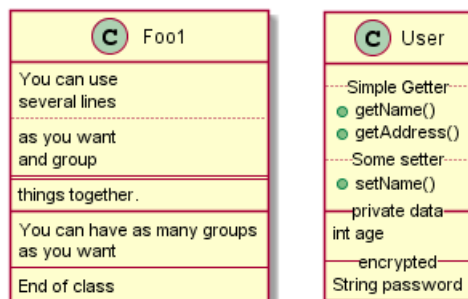 C Foo1
You can use
several lines
as you want
and group
things together.
You can have as many groups
as you want
End of class
C User
Simple Getter
getName()
getAddress()
Some setter
setName()
private data
int age
encrypted
String password